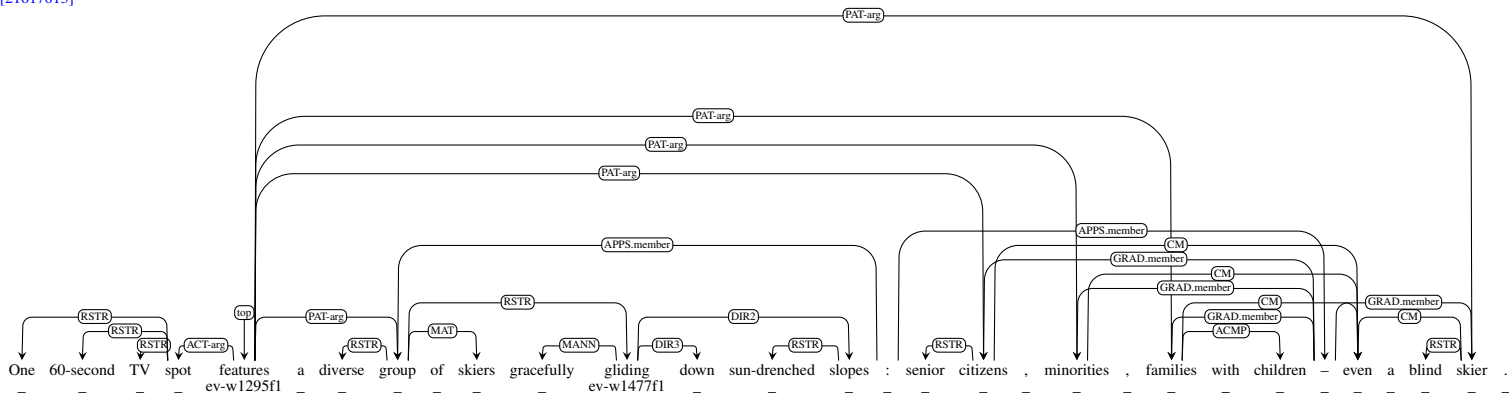 [21617015]
PAT-arg
PAT-arg
PAT-arg
PAT-arg
APPS.member
APPS.member CM
GRAD.member
CM
GRAD.member
RSTR CM GRAD.member
top
RSTR PAT-arg DIR2 GRAD.member CM
RSTR MAT ACMP
RSTR ACT-arg RSTR MANN DIR3 RSTR RSTR RSTR
One 60-second TV spot features a diverse group of skiers gracefully gliding down sun-drenched slopes : senior citizens , minorities , families with children – even a blind skier .
ev-w1295f1 ev-w1477f1
_ _ _ _ _ _ _ _ _ _ _ _ _ _ _ _ _ _ _ _ _ _ _ _ _ _ _ _